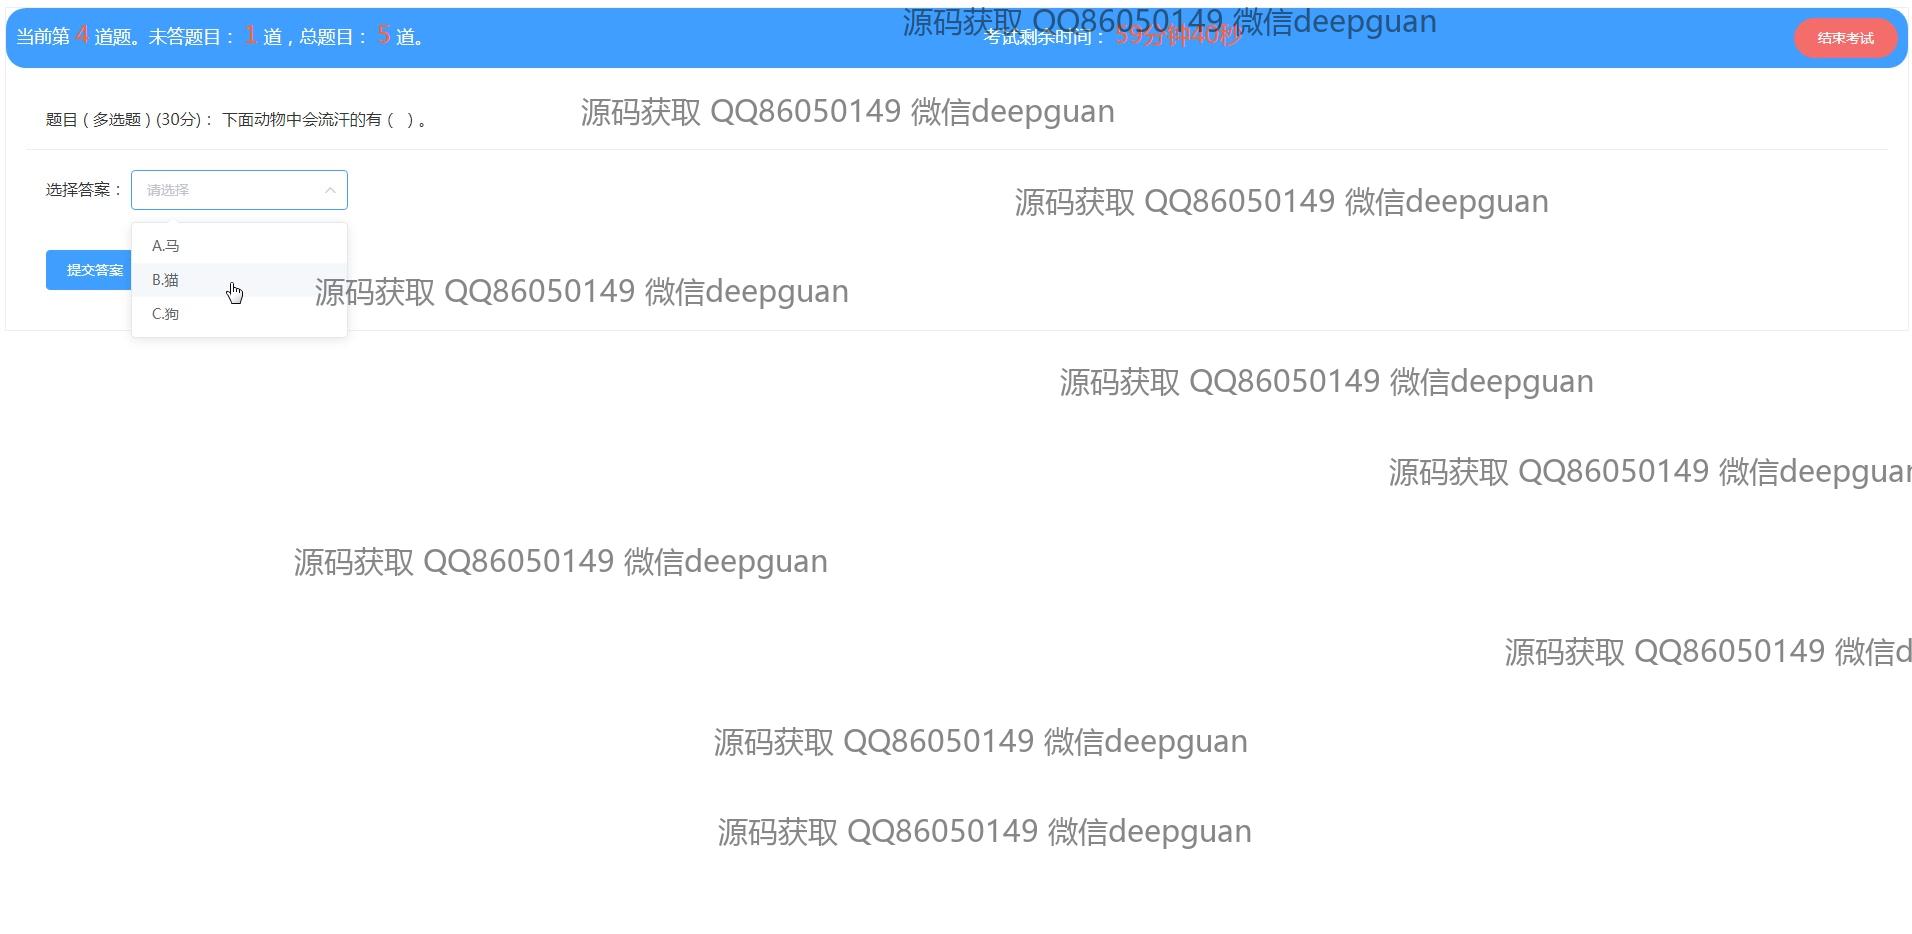 当前第 4 道题。未答题目： 1 道，总题目： 5 道。
考试剩余时间： 59分钟40秒
结束考试
源码获取 QQ86050149 微信deepguan
题目 ( 多选题 ) (30分)： 下面动物中会流汗的有 (   ) 。
源码获取 QQ86050149 微信deepguan
选择答案： 请选择
源码获取 QQ86050149 微信deepguan
A.马
提交答案
B.猫
源码获取 QQ86050149 微信deepguan
C.狗
源码获取 QQ86050149 微信deepguan
源码获取 QQ86050149 微信deepguan
源码获取 QQ86050149 微信deepguan
源码获取 QQ86050149 微信d
源码获取 QQ86050149 微信deepguan
源码获取 QQ86050149 微信deepguan